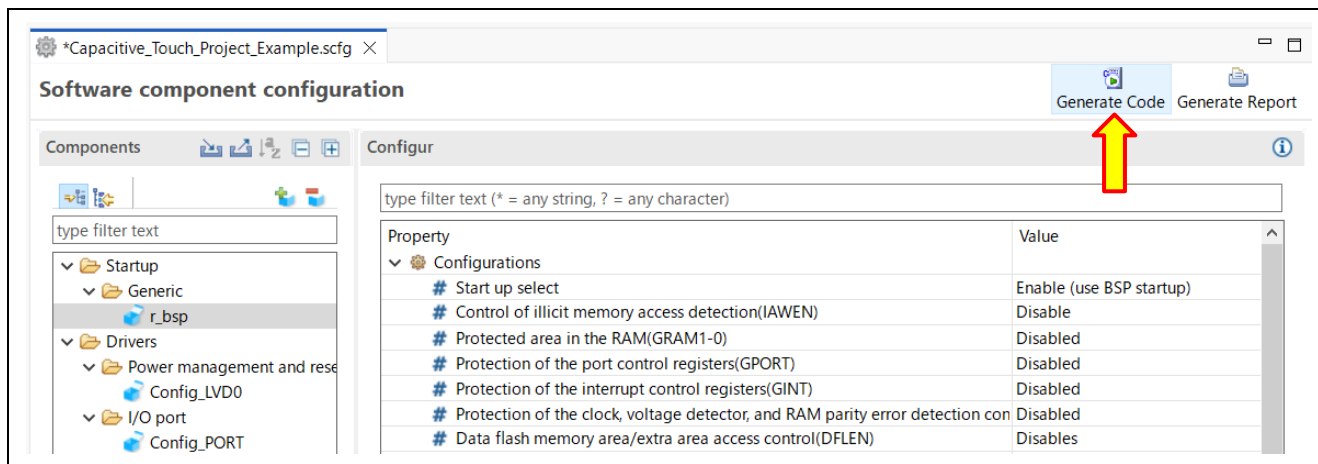 *Capacitive_Touch_Project_Example.scfg
Software component configuration
Generate Code Generate Report
Components
Configur
type filter text (* = any string, ? = any character)
type filter text
Property Value
Startup
Generic
r_bsp
Drivers
Power management and rese
Config_LVD0
I/O port
Config_PORT
Configurations
# Start up select Enable (use BSP startup)
# Control of illicit memory access detection(IAWEN) Disable
# Protected area in the RAM(GRAM1-0) Disabled
# Protection of the port control registers(GPORT) Disabled
# Protection of the interrupt control registers(GINT) Disabled
# Protection of the clock, voltage detector, and RAM parity error detection con Disabled
# Data flash memory area/extra area access control(DFLEN) Disables